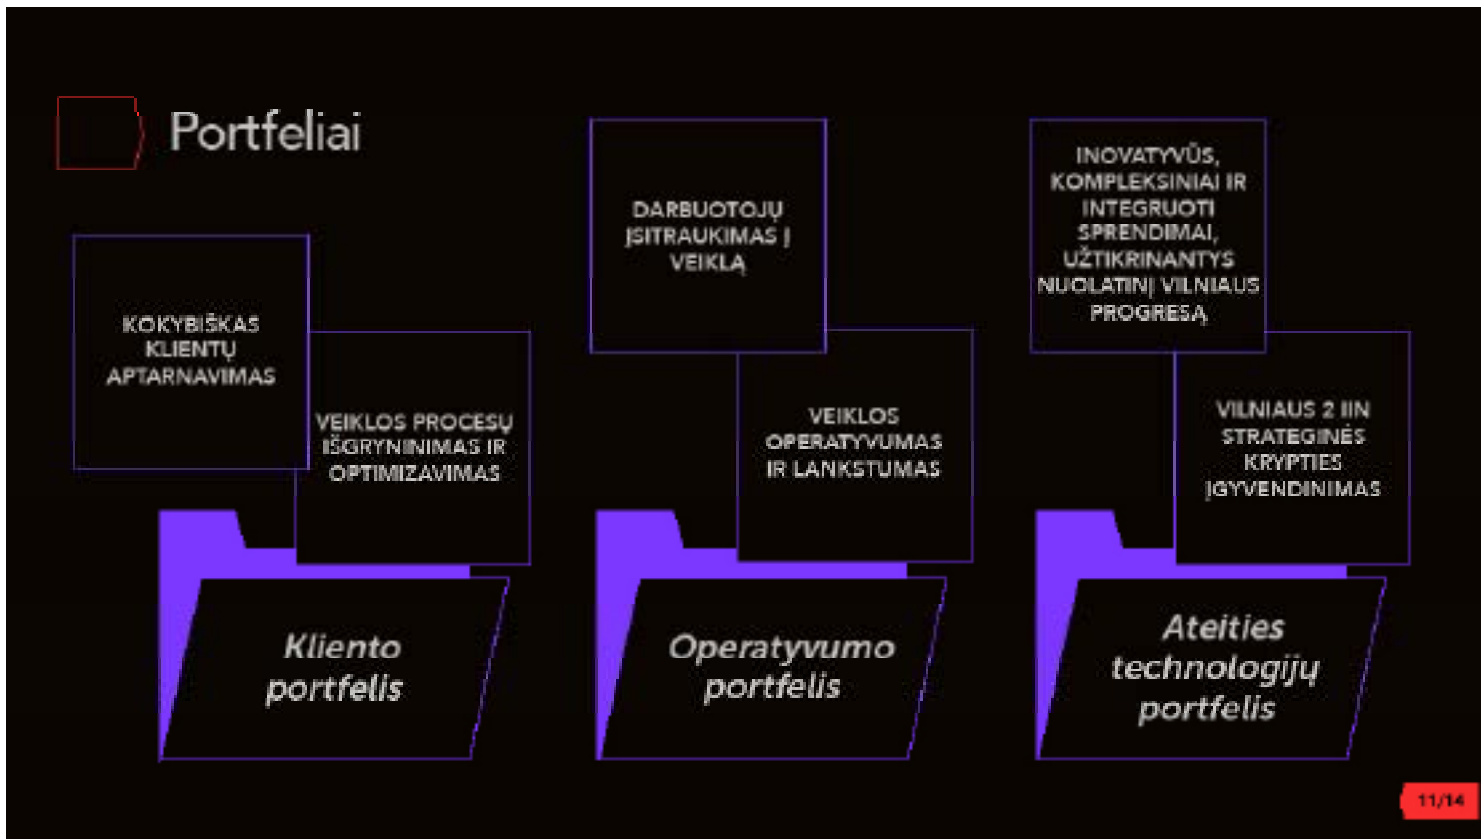 Portfeliai
KOKYBIŠKAS
KLIENTŲ
APTARNAVIMAS
VEIKLOS PROCESŲ
IŠGRYNINIMAS IR
OPTIMIZAVIMAS
Kliento
portfelis
DARBUOTOJŲ
ĮSITRAUKIMAS Į
VEIKLĄ
VEIKLOS
OPERATYVUMAS
IR LANKSTUMAS
Operatyvumo
portfelis
INOVATYVŪS,
KOMPLEKSINIAI IR
INTEGRUOTI
SPRENDIMAI,
UŽTIKRINANTYS
NUOLATINĮ VILNIAUS
PROGRESĄ
VILNIAUS 2 IIN
STRATEGINĖS
KRYPTIES
ĮGYVENDINIMAS
Ateities
technologijų
portfelis
11/14